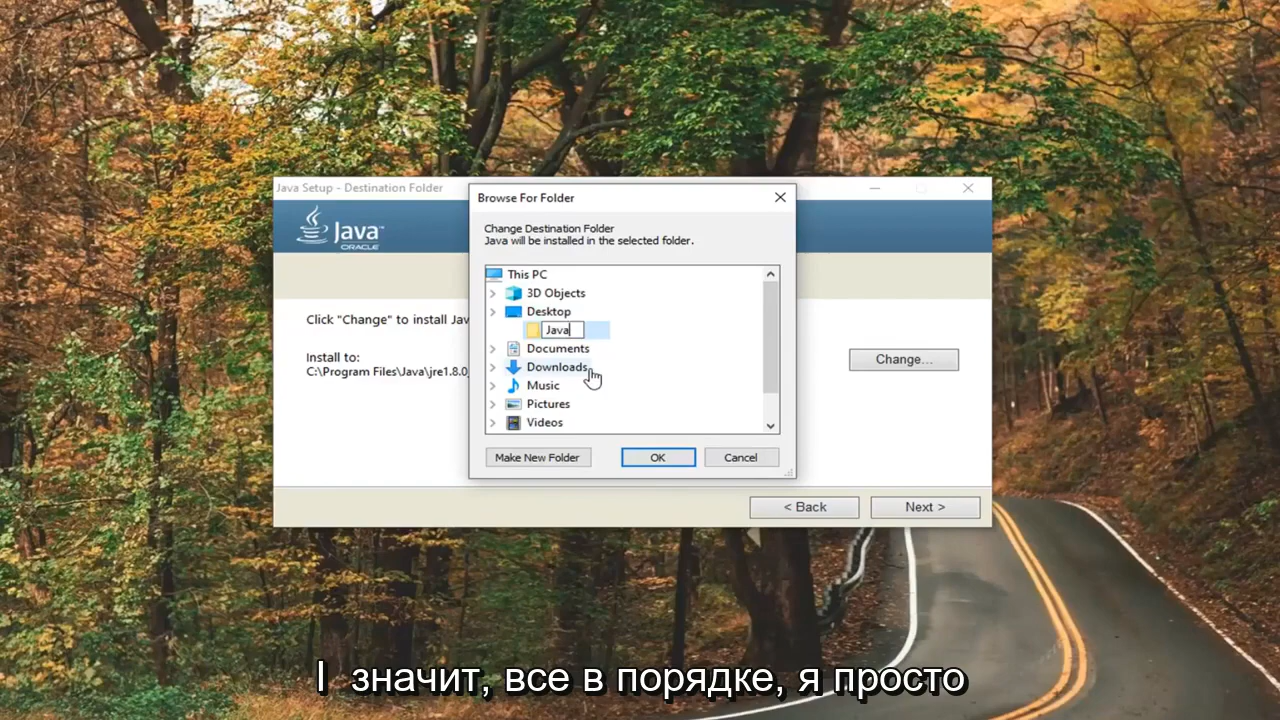 Java Setup - Destination Folder
Java
ORACLE
Click "Change" to install Jav
Install to:
C:\Program Files\Java\jre1.8.0_
Change...
< Back
Next >
Browse For Folder
Change Destination Folder
Java will be installed in the selected folder.
This PC
3D Objects
Desktop
Java
Documents
Downloads
Music
Pictures
Videos
Make New Folder
OK
Cancel
I значит, все в порядке, я просто